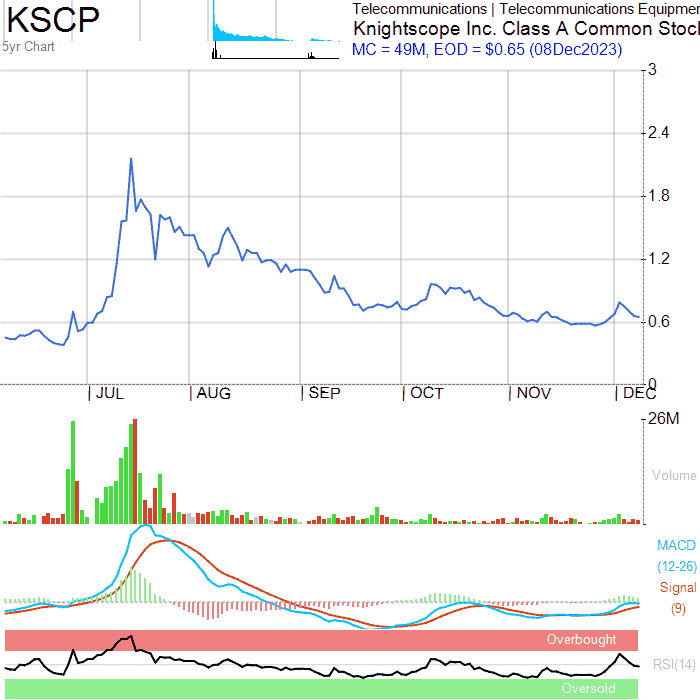 KSCP
5yr Chart
Telecommunications | Telecommunications Equipmen
Knightscope Inc. Class A Common Stoc
MC = 49M, EOD = $0.65 (08Dec2023)
3
2.4
1.8
1.2
0.6
0
JUL AUG SEP OCT NOV DEC
26M
Volume
MACD
(12-26)
Signal
(9)
Overbought
RSI(14)
Oversold